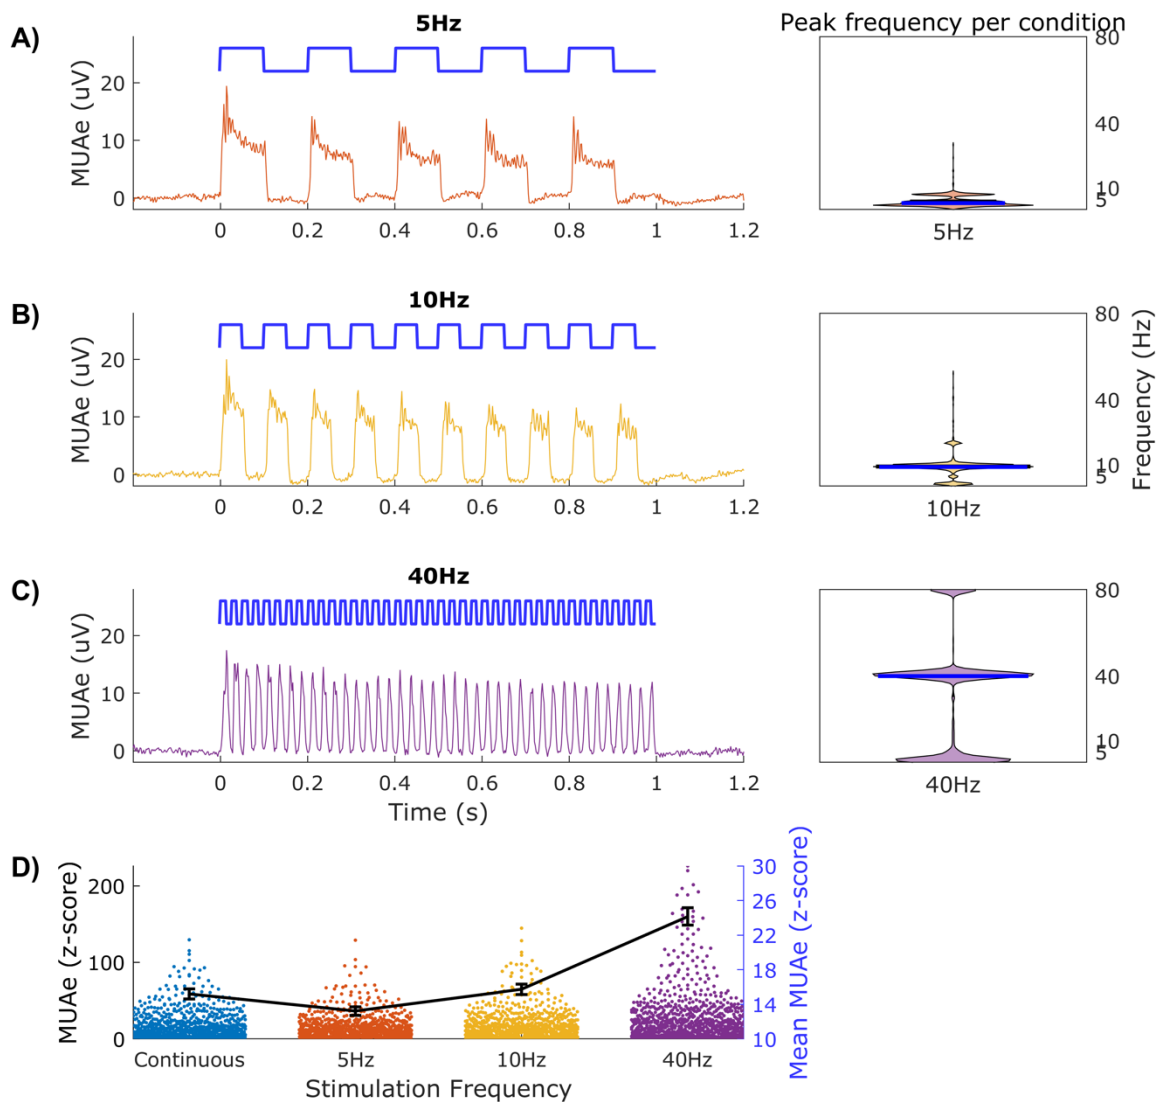 A)
5Hz
Peak frequency per condition
MUAe (uV)
20
10
0
0
0.2
0.4
0.6
0.8
1
1.2
80
40
10
5
5Hz
B)
10Hz
MUAe (uV)
20
10
0
0
0.2
0.4
0.6
0.8
1
1.2
80
40
10
5
10Hz
Frequency (Hz)
C)
40Hz
MUAe (uV)
20
10
0
0
0.2
0.4
0.6
0.8
1
1.2
Time (s)
80
40
10
5
40Hz
D)
MUAe (z-score)
200
100
0
Continuous
5Hz
10Hz
40Hz
Stimulation Frequency
30
26
22
18
14
10
Mean MUAe (z-score)